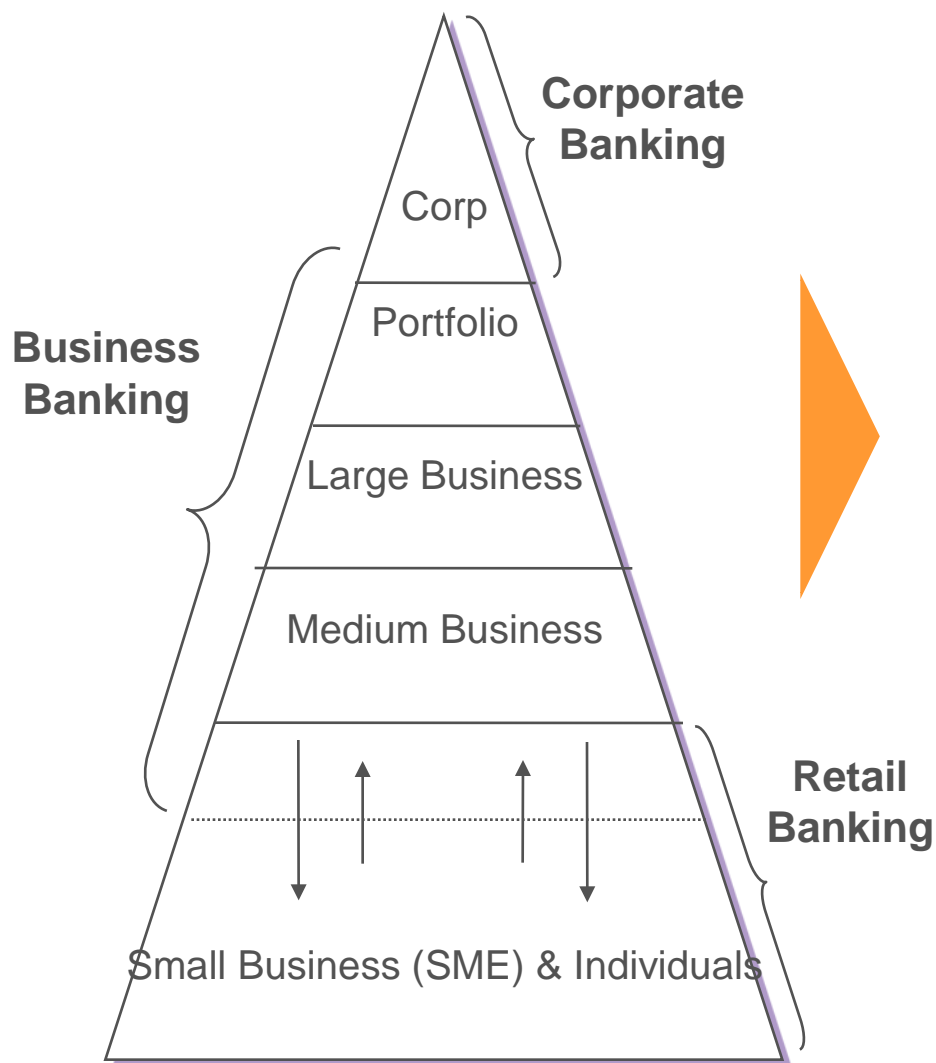 Corporate
Banking
Corp
Portfolio
Business
Banking
Large Business
Medium Business
Retail
Banking
Small Business (SME) & Individuals